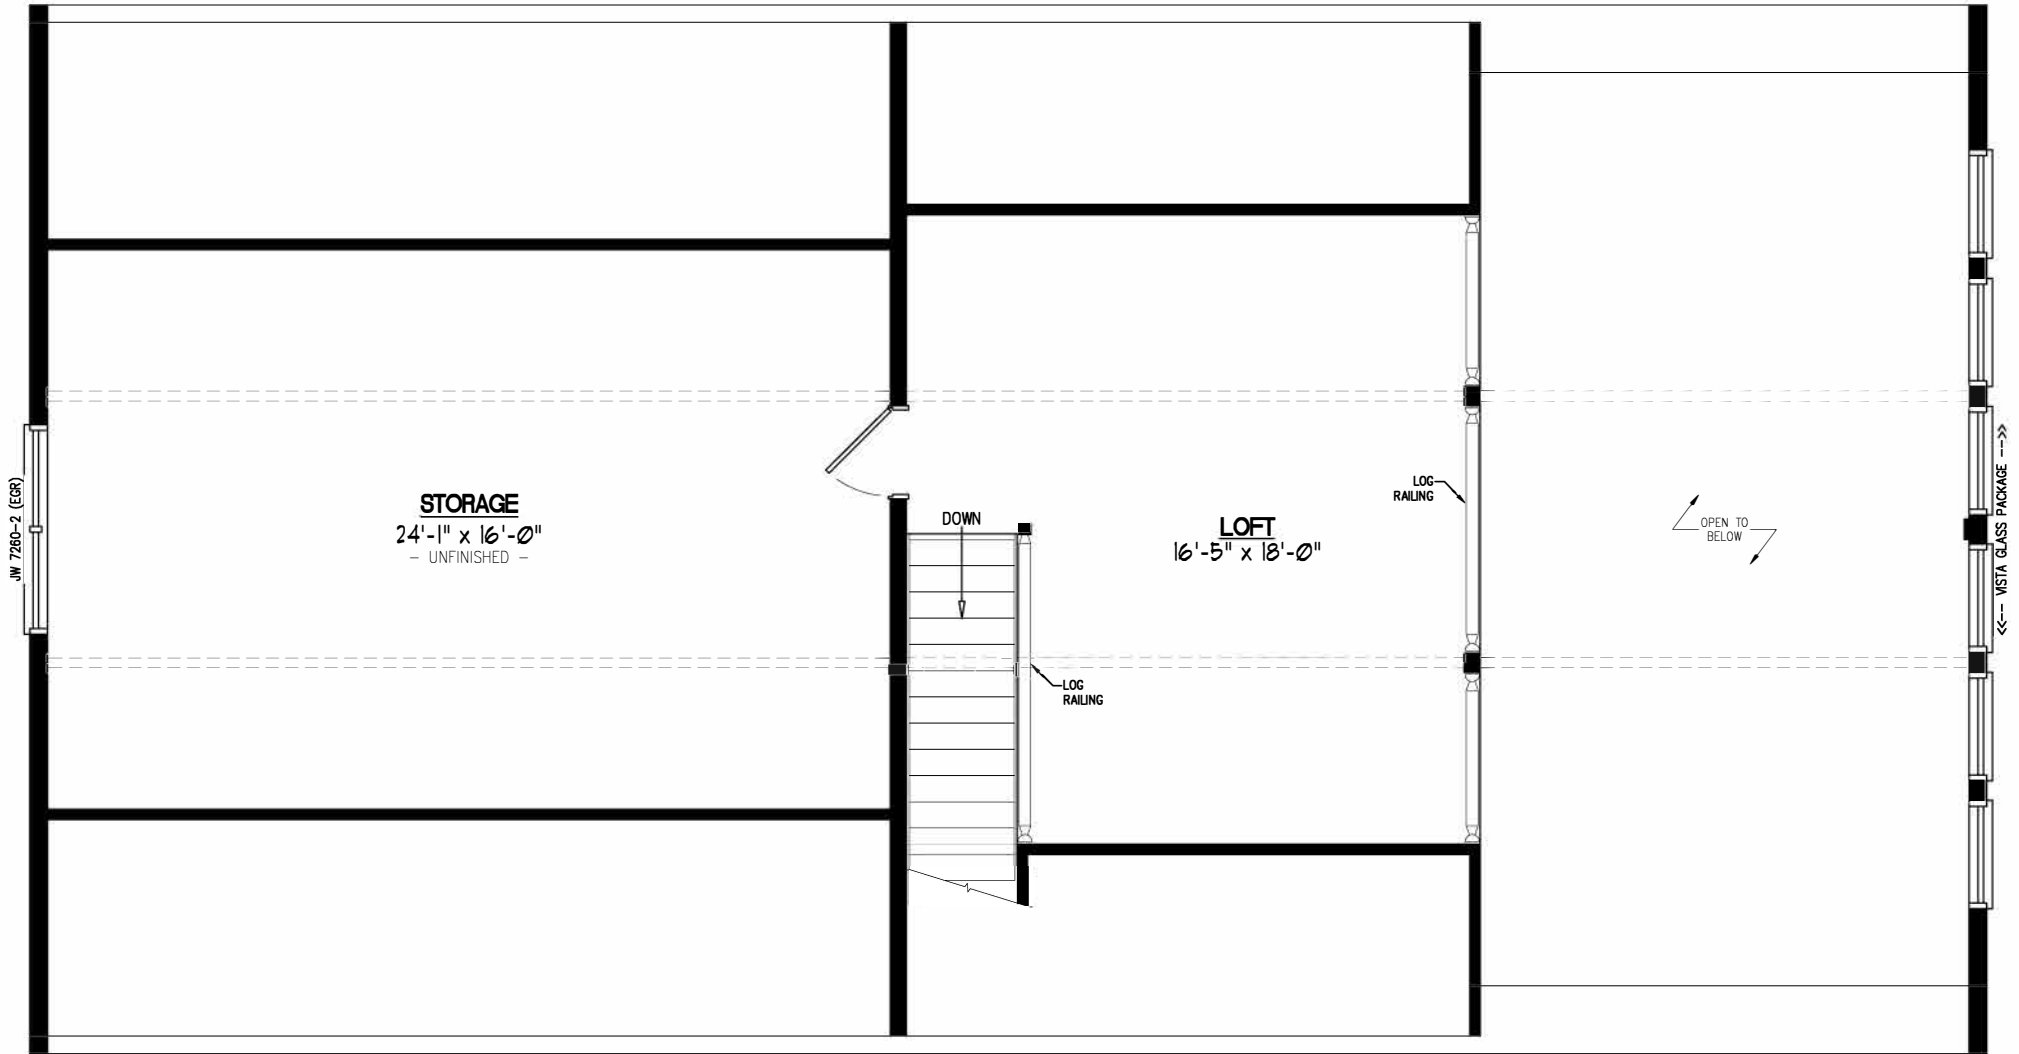 JW 7260-2 (EGR)
STORAGE
24'-1" x 16'-0"
- UNFINISHED -
DOWN
LOG
RAILING
LOFT
16'-5" x 18'-0"
LOG
RAILING
OPEN TO
BELOW
<<-- VISTA GLASS PACKAGE -->>